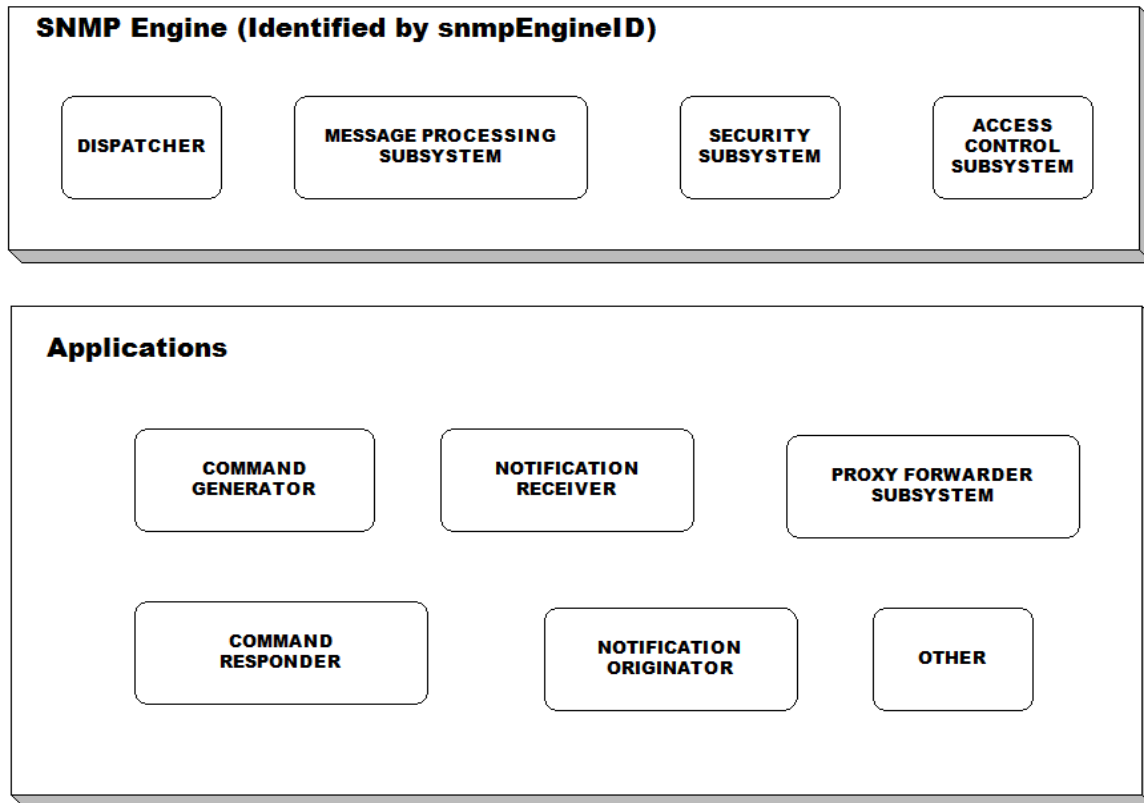 SNMP Engine (Identified by snmpEngineID)
DISPATCHER
MESSAGE PROCESSING
SUBSYSTEM
SECURITY
SUBSYSTEM
ACCESS
CONTROL
SUBSYSTEM
Applications
COMMAND
GENERATOR
NOTIFICATION
RECEIVER
PROXY FORWARDER
SUBSYSTEM
COMMAND
RESPONDER
NOTIFICATION
ORIGINATOR
OTHER